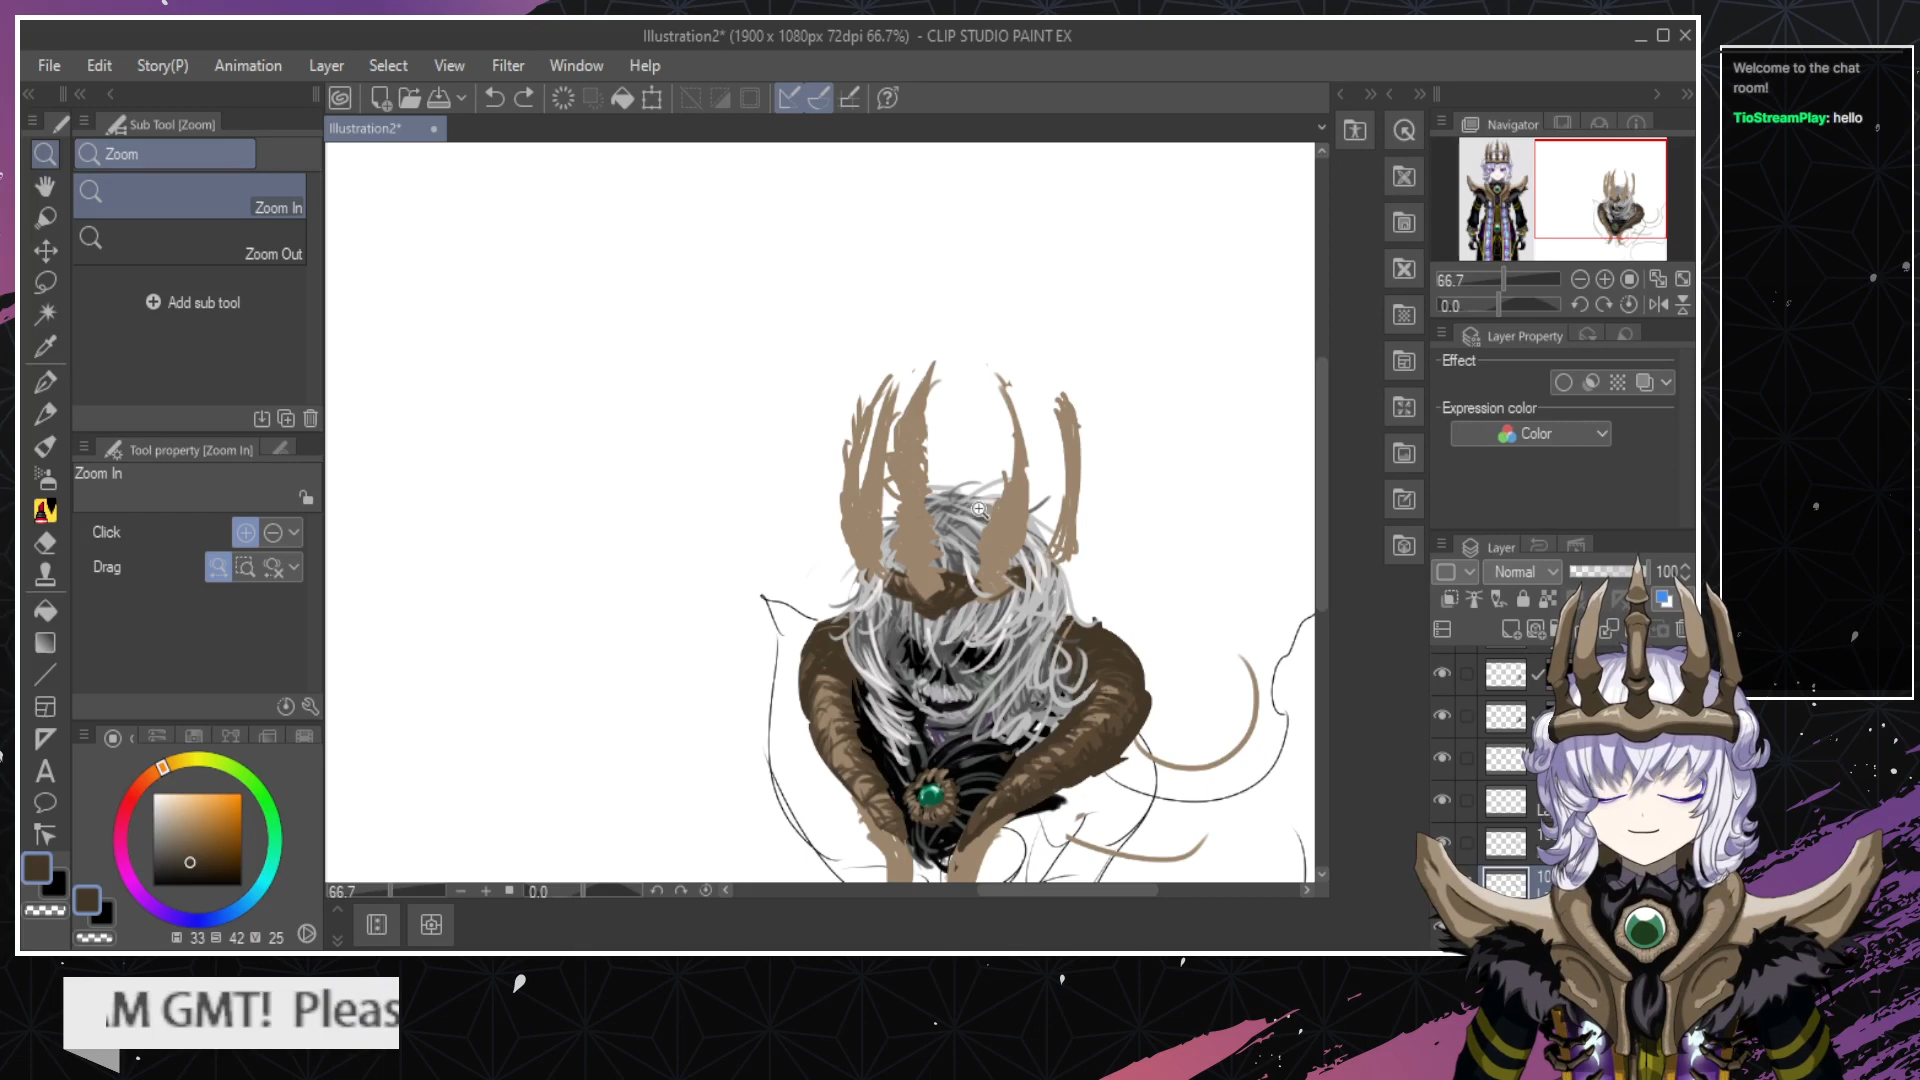 Illustration2* (1900 x 1080px 72dpi 66.7%) - CLIP STUDIO PAINT EX
File Edit Story(P) Animation Layer Select View Filter Window Help
Sub Tool [Zoom]
Illustration2*
Navigator
Zoom
Zoom In
Zoom Out
Add sub tool
Tool property [Zoom In]
Zoom In
Click
Drag
33 42 25
66.7 0.0
66.7
0.0
Layer Property
Effect
Expression color
Color
Layer
Normal 100
Welcome to the chat
room!
TioStreamPlay: hello
M GMT! Pleas